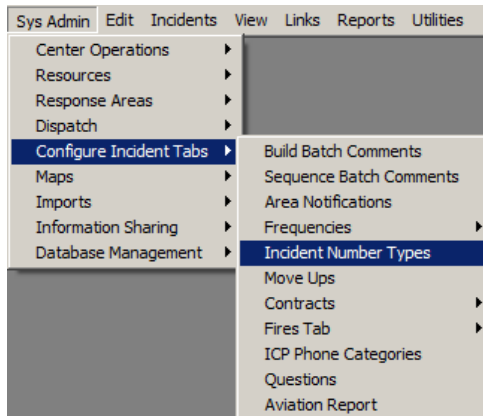 Sys Admin Edit Incidents View Links Reports Utilities
Center Operations
Resources
Response Areas
Dispatch
Configure Incident Tabs
Maps
Imports
Information Sharing
Database Management
Build Batch Comments
Sequence Batch Comments
Area Notifications
Frequencies
Incident Number Types
Move Ups
Contracts
Fires Tab
ICP Phone Categories
Questions
Aviation Report